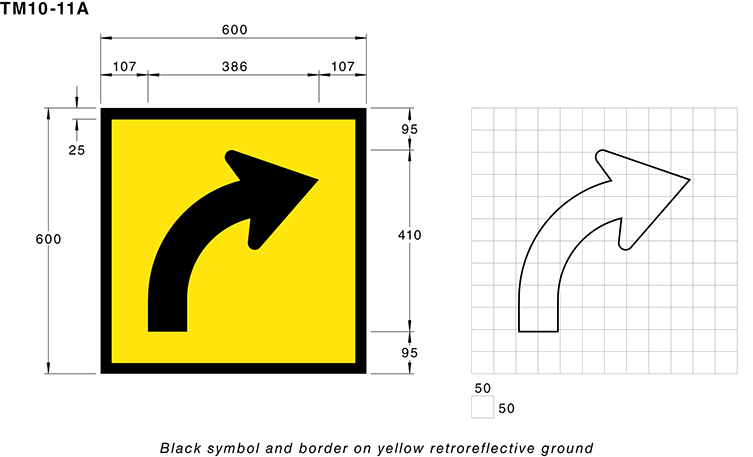 TM10-11A
600
107 386 107
25
95
600
410
95
50
50
Black symbol and border on yellow retroreflective ground